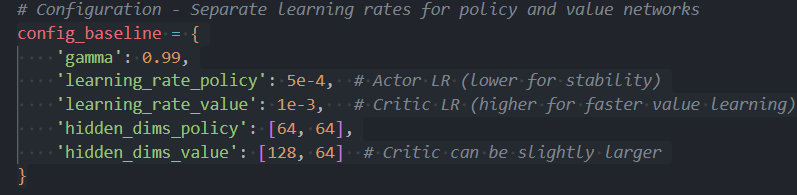 # Configuration - Separate learning rates for policy and value networks
config_baseline = {
    'gamma': 0.99,
    'learning_rate_policy': 5e-4,  # Actor LR (lower for stability)
    'learning_rate_value': 1e-3,  # Critic LR (higher for faster value learning)
    'hidden_dims_policy': [64, 64],
    'hidden_dims_value': [128, 64]  # Critic can be slightly larger
}